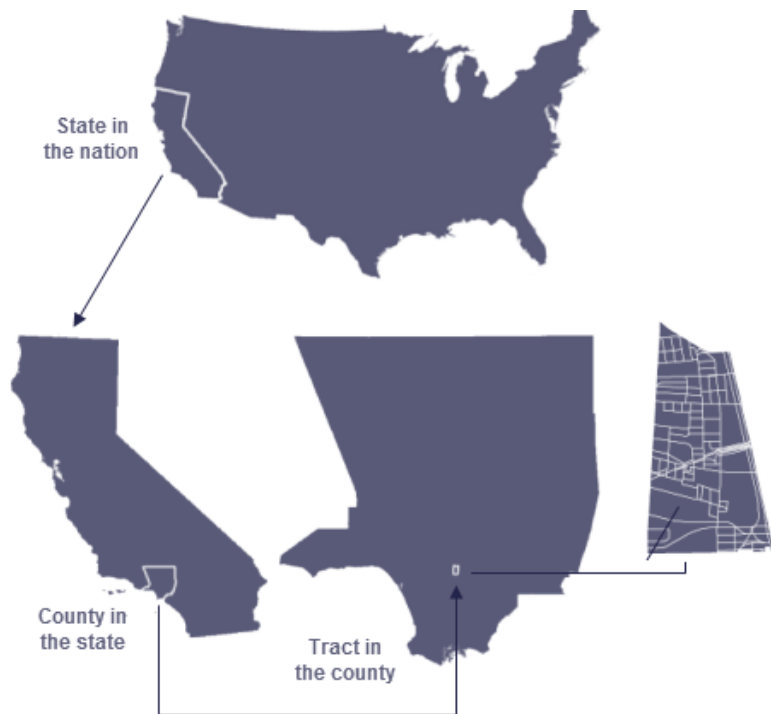 State in
the nation
County in
the state
Tract in
the county